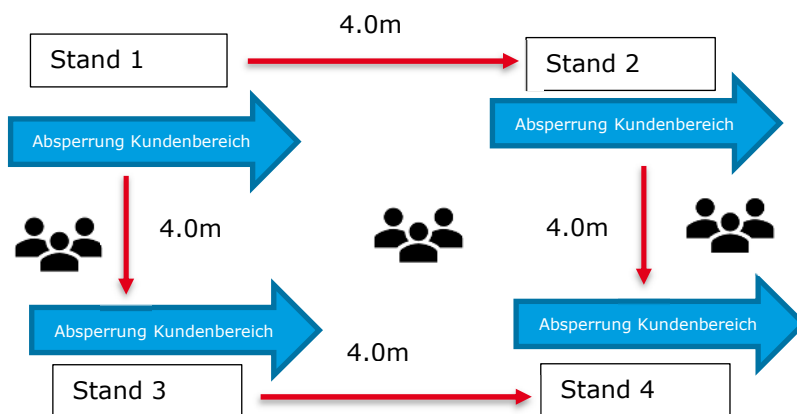 4.0m
Stand 1
Stand 2
Absperrung Kundenbereich
Absperrung Kundenbereich
4.0m
4.0m
Absperrung Kundenbereich
Absperrung Kundenbereich
4.0m
Stand 3
Stand 4